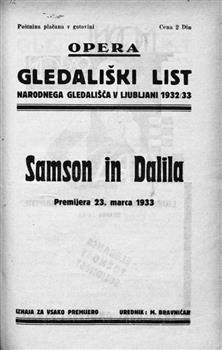 Poštnina plačana v gotovini Cena 2 Din
OPERA
GLEDALIŠKI LIST
NARODNEGA GLEDALIŠČA V LJUBLJANI 1932/33
Samson in Dalila
Premijera 23. marca 1933
IZHAJA ZA VSAKO PREMIJERO UREDNIK: M. BRAVNIČAR